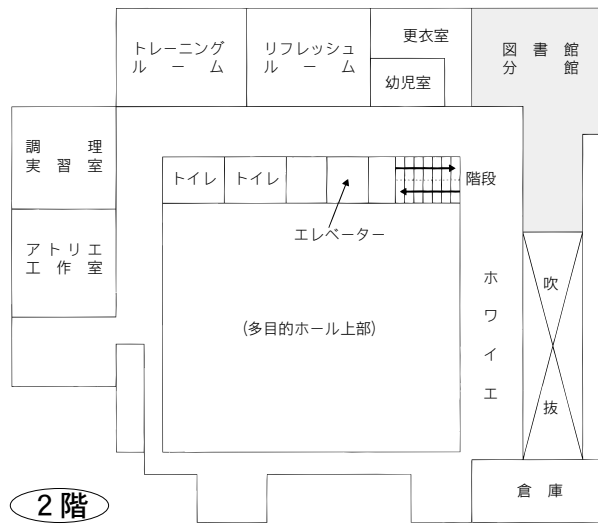 トレーニング
ルーム
リフレッシュ
ルーム
更衣室
幼児室
図書館
分館
調理
実習室
トイレ
トイレ
階段
エレベーター
アトリエ
工作室
(多目的ホール上部)
ホワイエ
吹
抜
倉庫
2階